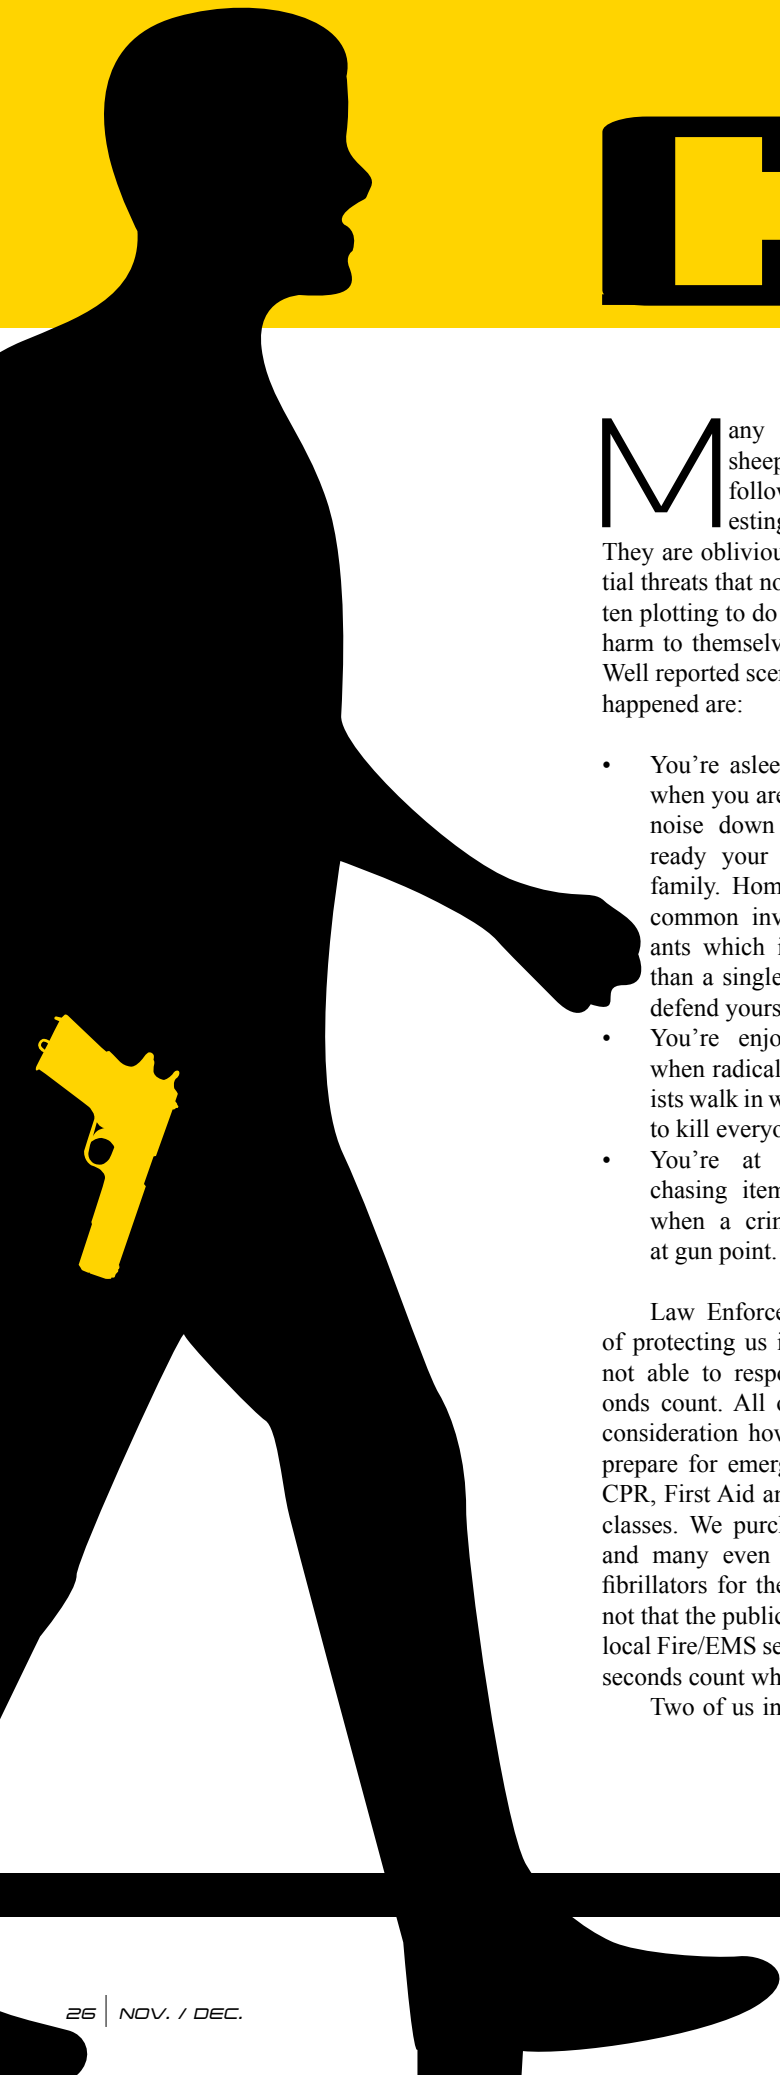 C
Many
sheep
follow
esting
They are obliviou
tial threats that no
ten plotting to do
harm to themselv
Well reported scen
happened are:
• You're aslee
when you are
noise down
ready your
family. Hom
common inv
ants which i
than a single
defend yours
• You're enjo
when radical
ists walk in w
to kill everyo
• You're at
chasing item
when a crim
at gun point.
Law Enforce
of protecting us i
not able to respo
onds count. All o
consideration how
prepare for emerg
CPR, First Aid an
classes. We purch
and many even
fibrillators for the
not that the public
local Fire/EMS se
seconds count wh
Two of us in
26 | NOV. / DEC.